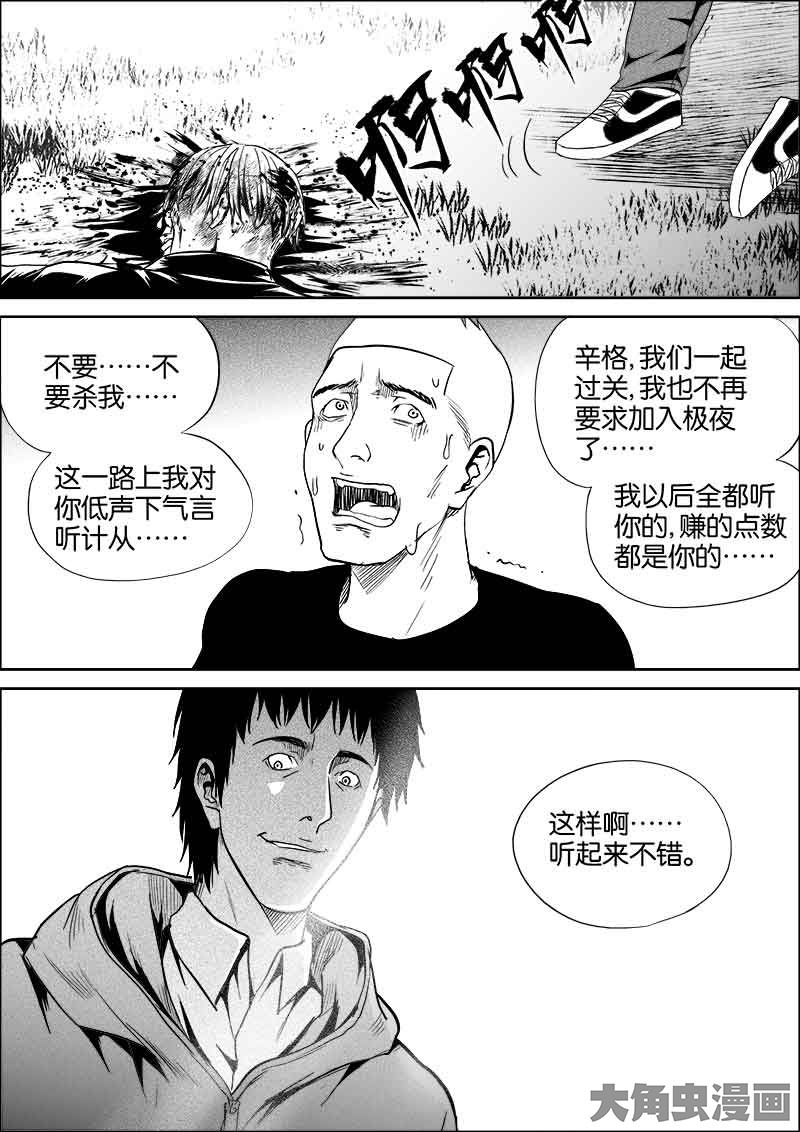 啊啊啊
不要……不
要杀我……
这一路上我对
你低声下气言
听计从……
辛格,我们一起
过关,我也不再
要求加入极夜
了……
我以后全都听
你的,赚的点数
都是你的……
这样啊……
听起来不错。
大角虫漫画